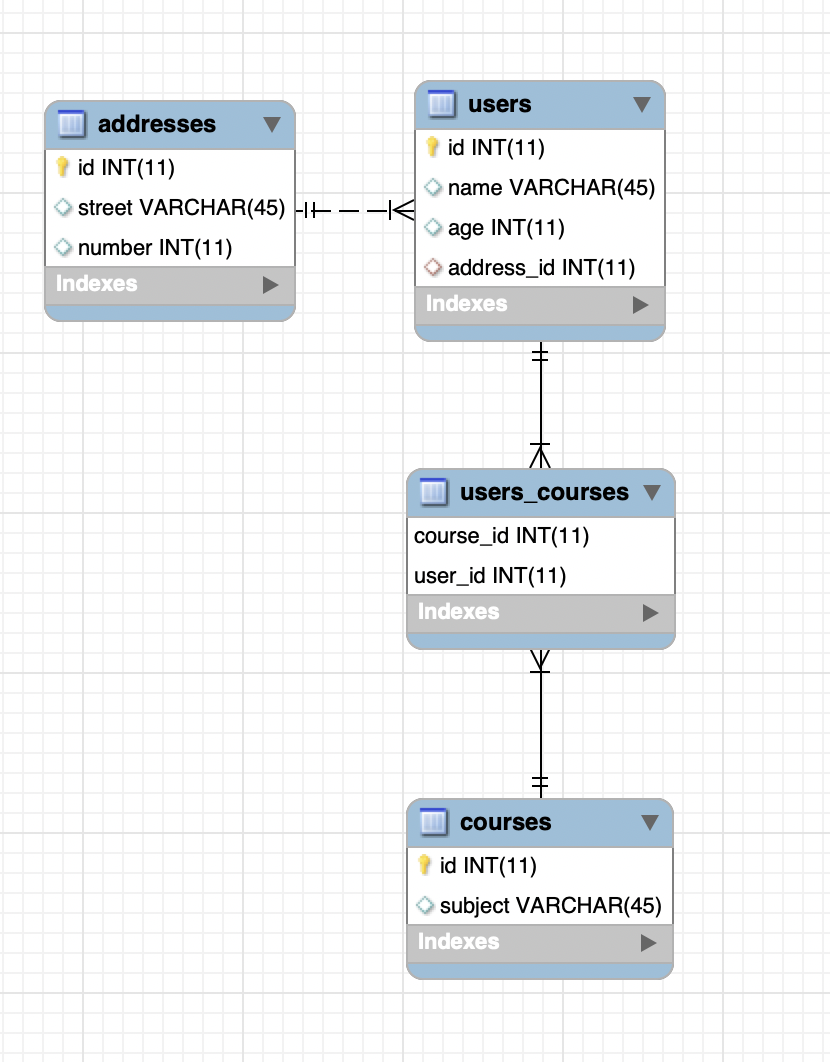 addresses
id INT(11)
street VARCHAR(45)
number INT(11)
Indexes
users
id INT(11)
name VARCHAR(45)
age INT(11)
address_id INT(11)
Indexes
users_courses
course_id INT(11)
user_id INT(11)
Indexes
courses
id INT(11)
subject VARCHAR(45)
Indexes